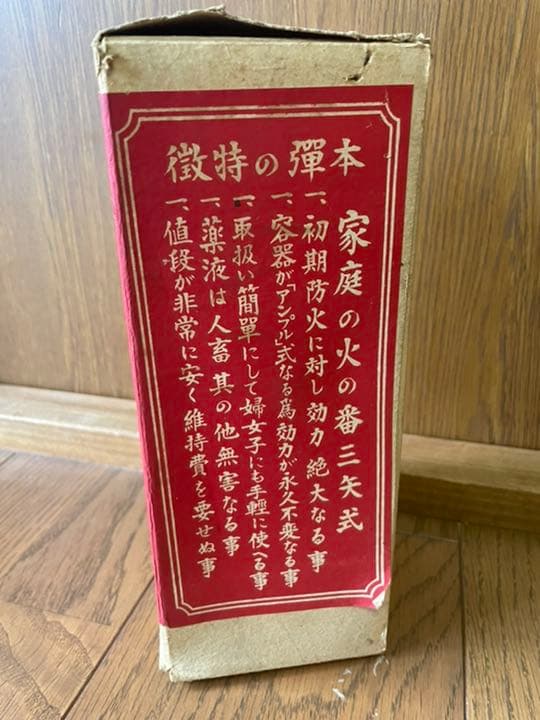 本彈の特徴
家庭の火の番三矢式
一、初期防火に対し効力絶大なる事
一、容器が「アンプル」式なる爲効力が永久不変なる事
一、取扱い簡單にして婦女子にも手軽に使へる事
一、薬液は人畜其の他無害なる事
一、値段が非常に安く維持費を要せぬ事